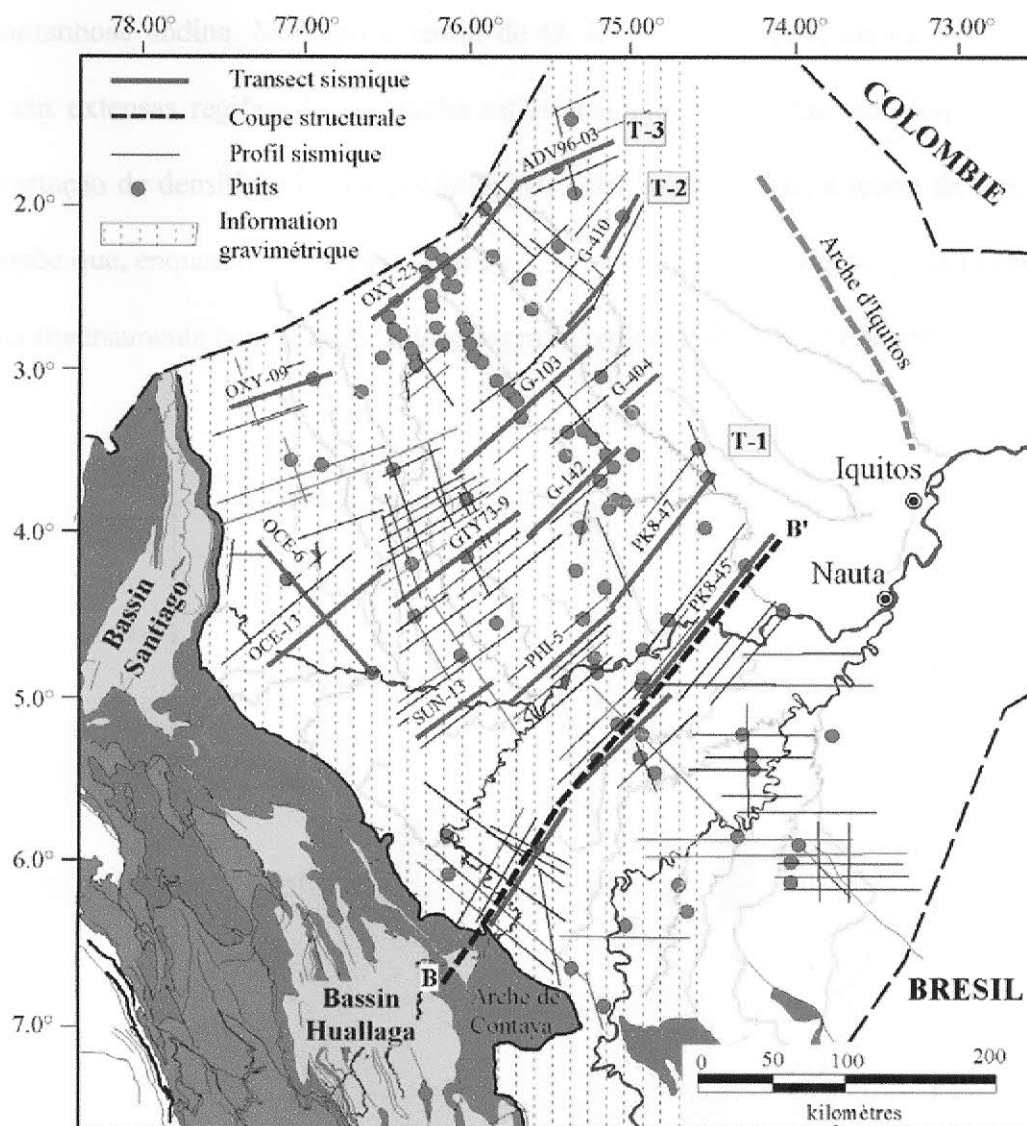 78.00° 77.00° 76.00° 75.00° 74.00° 73.00°
Transect sismique
Coupe structurale
Profil sismique
Puits
Information
gravimétrique
COLOMBIE
T-3
ADV96-03
T-2
2.0°
G-410
OXY-23
Arche d'Iquitos
3.0°
OXY-09
G-103
G-404
T-1
Iquitos
G-142
PK8-47
4.0°
GTY73-9
B'
OCE-6
Nauta
PK8-45
Bassin
Santiago
OCE-13
PHI-5
SUN-13
5.0°
6.0°
B
BRESIL
Bassin
Huallaga
Arche de
Contaya
7.0°
0 50 100 200
kilomètres